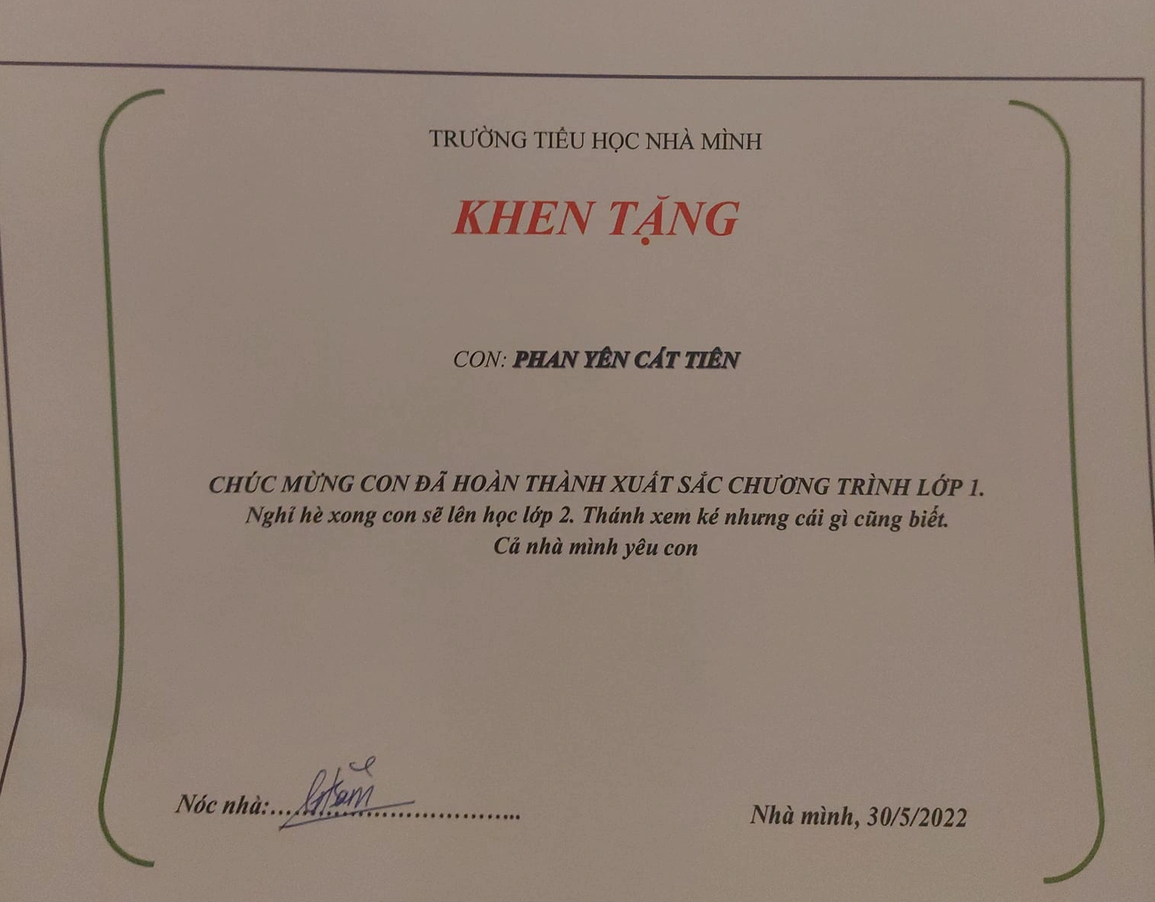 TRƯỜNG TIỂU HỌC NHÀ MÌNH
KHEN TẶNG
CON: PHAN YÊN CÁT TIÊN
CHÚC MỪNG CON ĐÃ HOÀN THÀNH XUẤT SẮC CHƯƠNG TRÌNH LỚP 1.
Nghỉ hè xong con sẽ lên học lớp 2. Thánh xem ké nhưng cái gì cũng biết.
Cả nhà mình yêu con
Nóc nhà:..........................................
Nhà mình, 30/5/2022